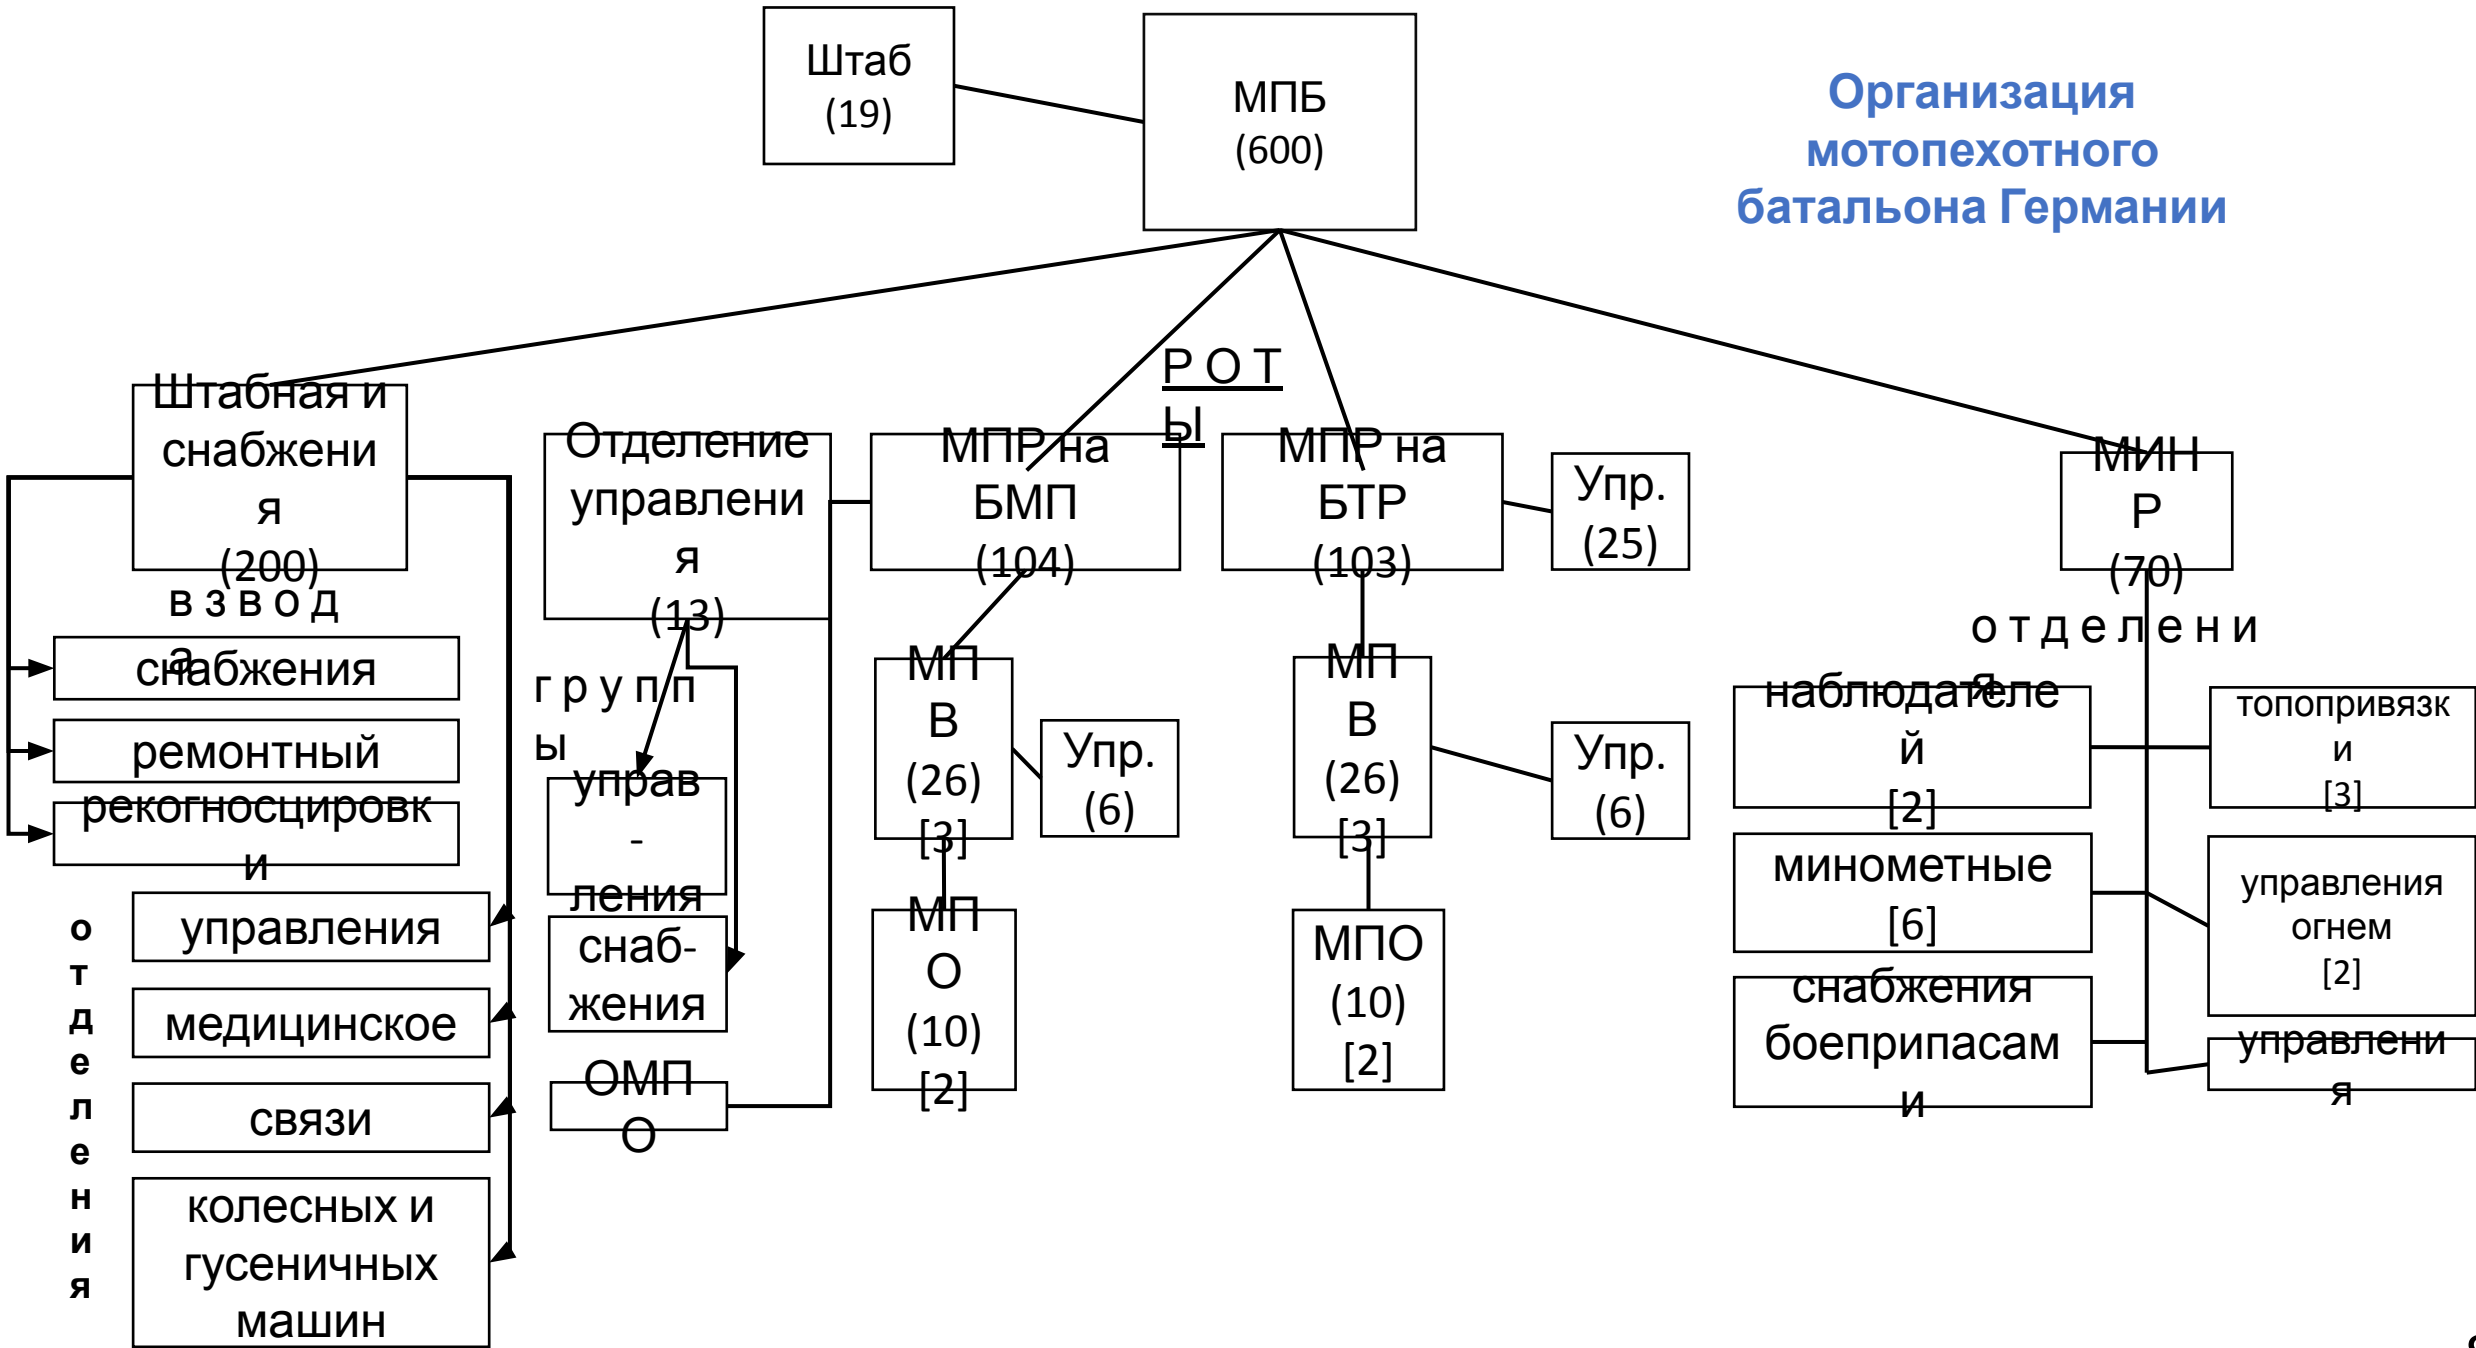 Штаб
(19)
МПБ
(600)
Организация
мотопехотного
батальона Германии
Р О Т
Ы
Штабная и
снабжени
я
(200)
в з в о д
а
снабжения
ремонтный
рекогносцировк
и
о
т
д
е
л
е
н
и
я
управления
медицинское
связи
колесных и
гусеничных
машин
Отделение
управлени
я
(13)
г р у п п
ы
управ
-
ления
снаб-
жения
ОМП
О
МПР на
БМП
(104)
МП
В
(26)
[3]
Упр.
(6)
МП
О
(10)
[2]
МПР на
БТР
(103)
Упр.
(25)
МП
В
(26)
[3]
Упр.
(6)
МПО
(10)
[2]
МИН
Р
(70)
о т д е л е н и
я
наблюдателе
й
[2]
топопривязк
и
[3]
минометные
[6]
управления
огнем
[2]
снабжения
боеприпасам
и
управлени
я